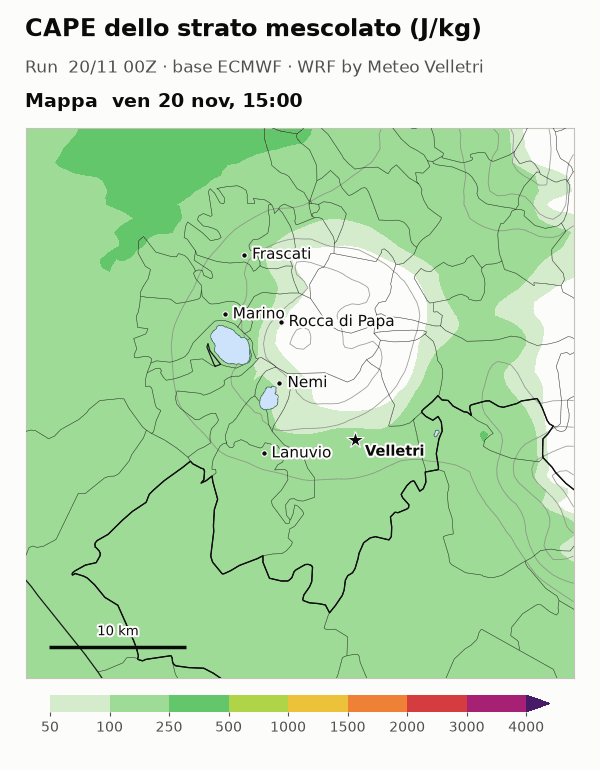 CAPE dello strato mescolato (J/kg)
Run  20/11 00Z · base ECMWF · WRF by Meteo Velletri
Mappa  ven 20 nov, 15:00
Frascati
Marino
Rocca di Papa
Nemi
Velletri
Lanuvio
10 km
50 100 250 500 1000 1500 2000 3000 4000